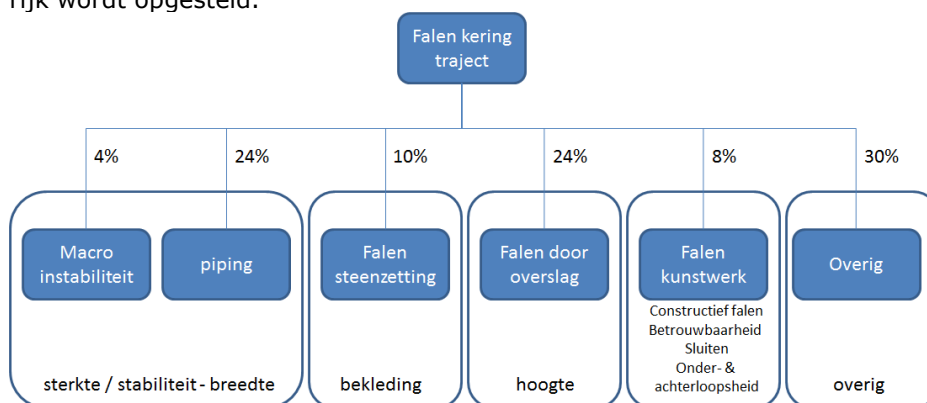 rijk wordt opgesteld.
Falen kering
traject
4%
24%
10%
24%
8%
30%
Macro
instabiliteit
piping
Falen
steenzetting
Falen door
overslag
Falen
kunstwerk
Overig
Constructief falen
Betrouwbaarheid
Sluiten
Onder- &
achterloopsheid
sterkte / stabiliteit - breedte
bekleding
hoogte
overig